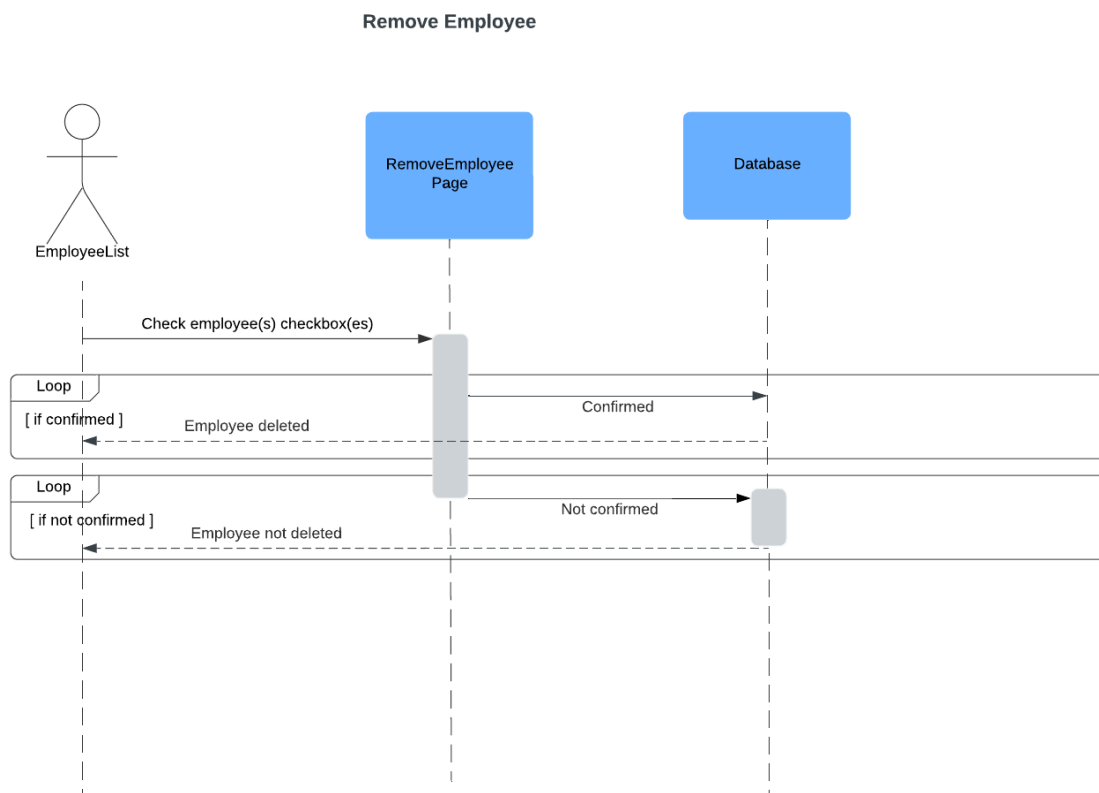 Remove Employee
RemoveEmployee
Page
Database
EmployeeList
Check employee(s) checkbox(es)
Loop
Confirmed
[ if confirmed ]
Employee deleted
Loop
Not confirmed
[ if not confirmed ]
Employee not deleted